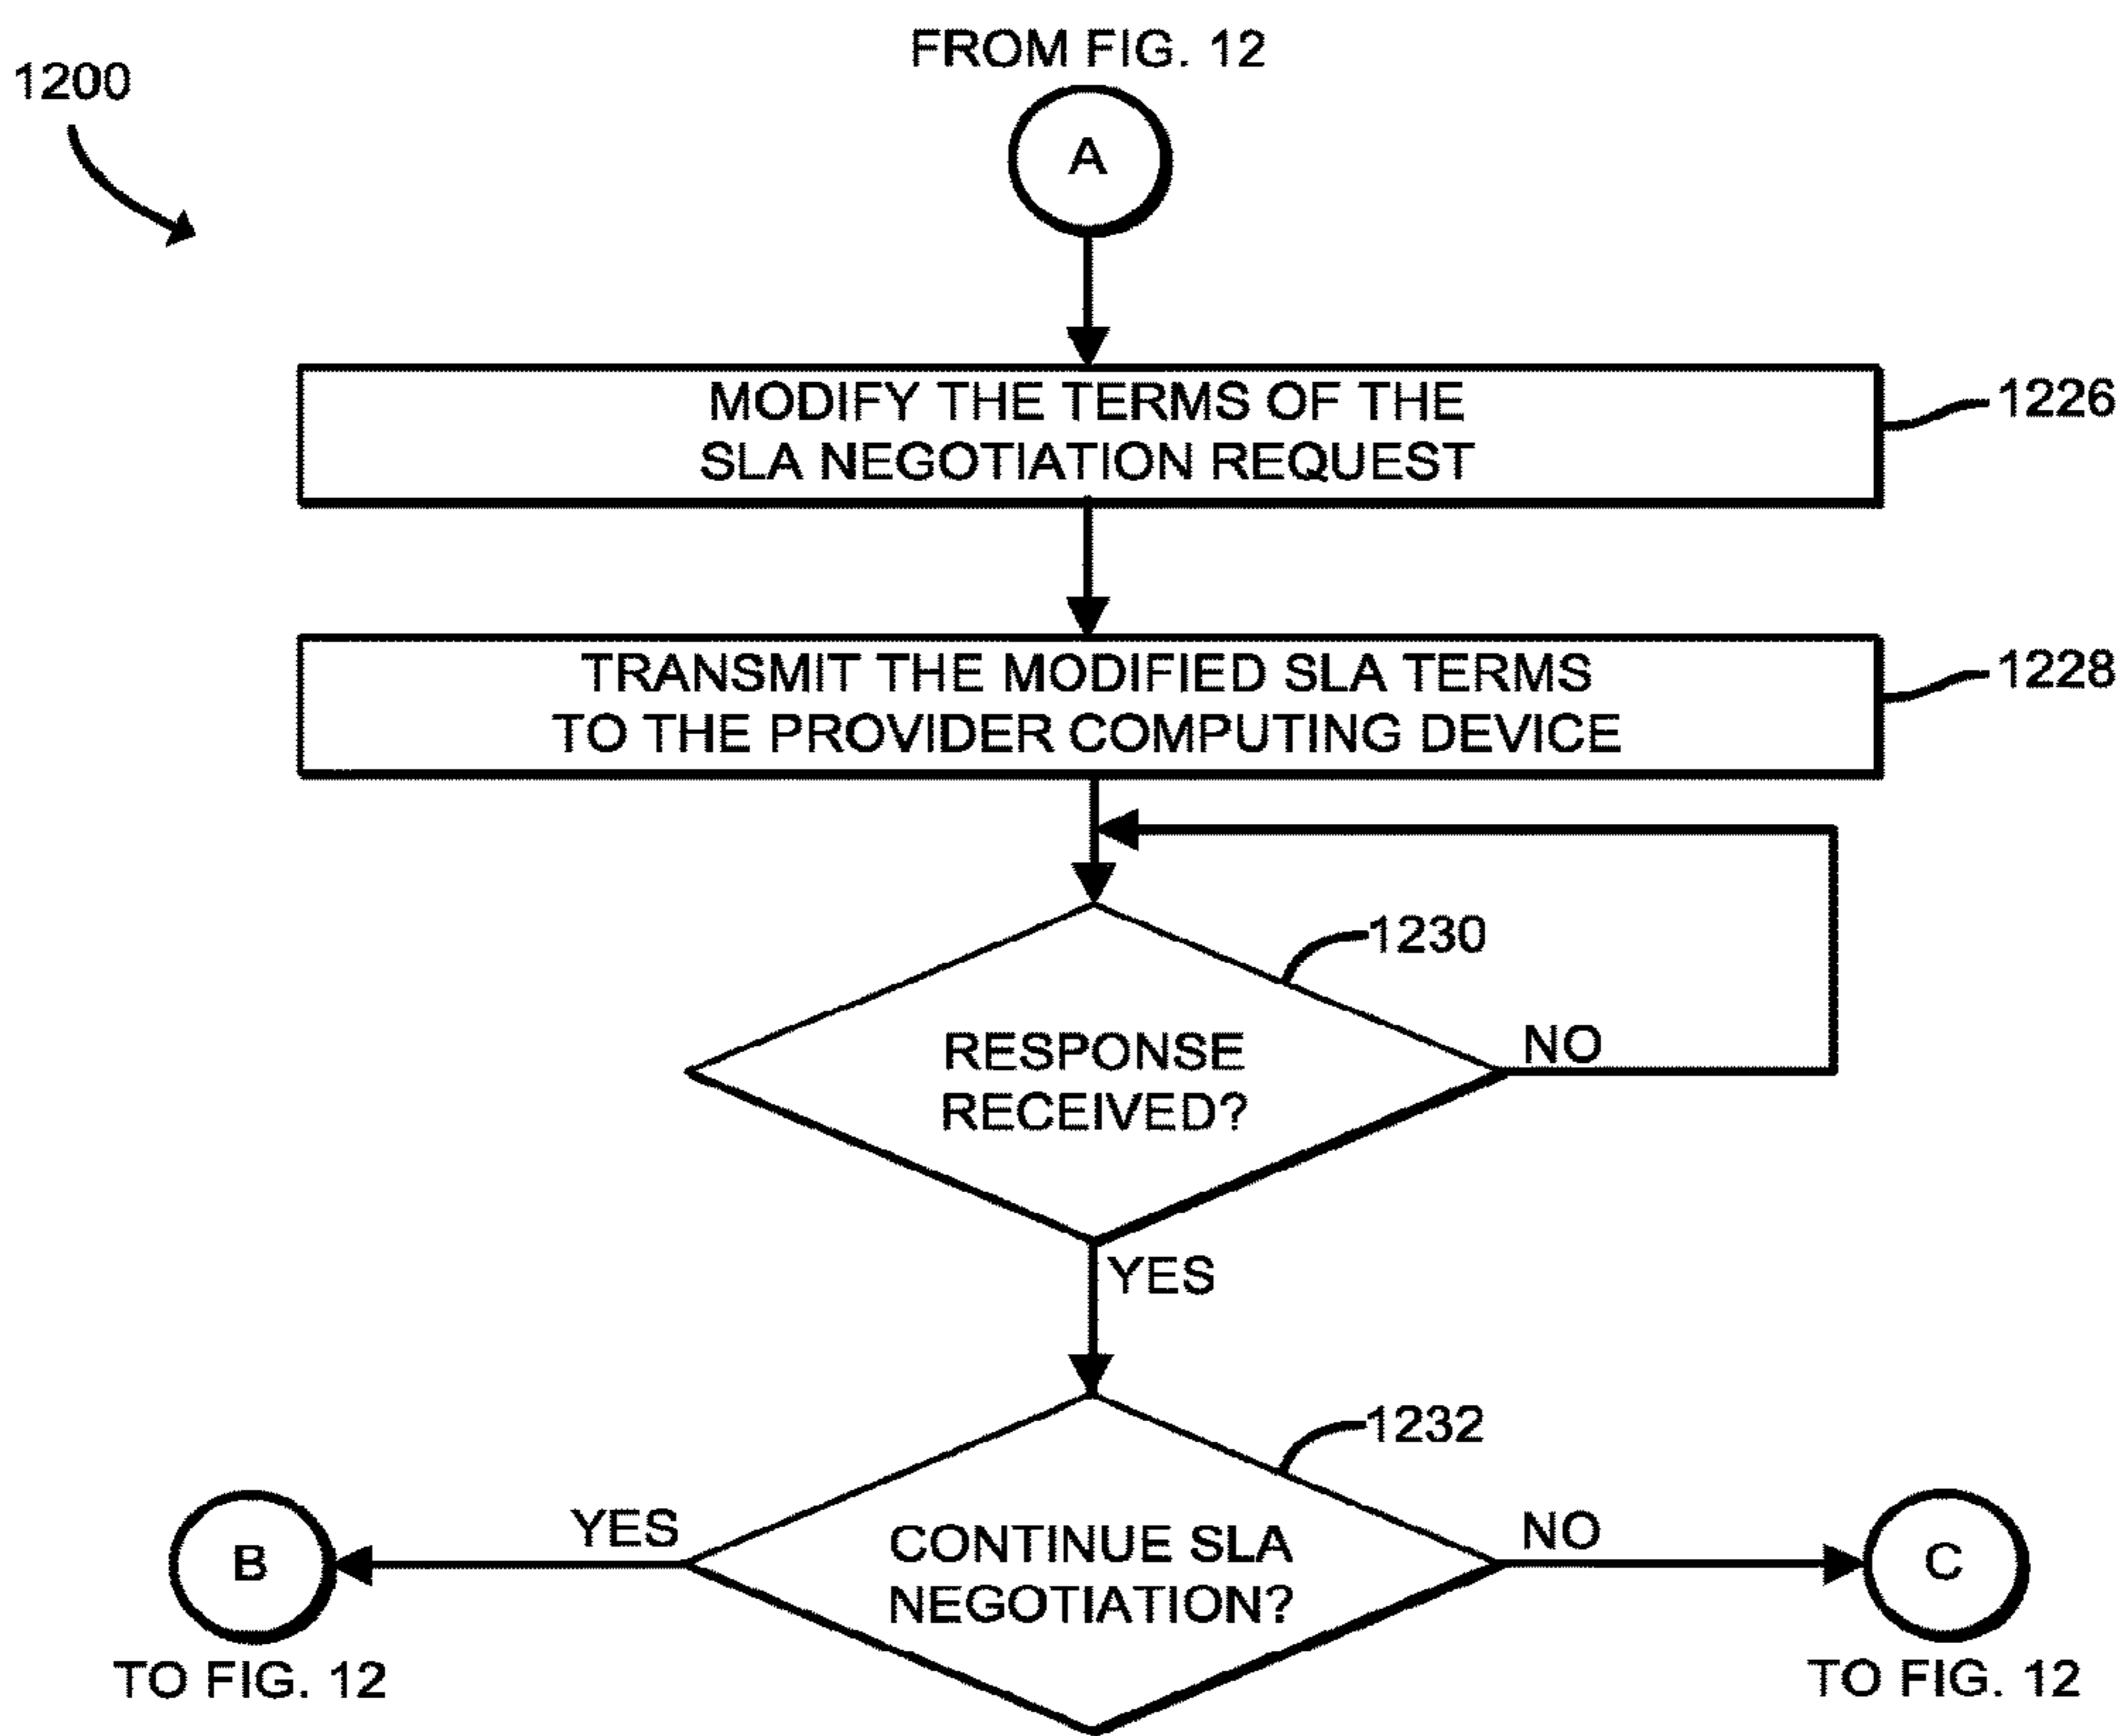 FROM FIG. 12
1200
A
MODIFY THE TERMS OF THE
SLA NEGOTIATION REQUEST
1226
TRANSMIT THE MODIFIED SLA TERMS
TO THE PROVIDER COMPUTING DEVICE
1228
1230
RESPONSE
RECEIVED?
NO
YES
1232
YES
CONTINUE SLA
NEGOTIATION?
NO
B
C
TO FIG. 12
TO FIG. 12